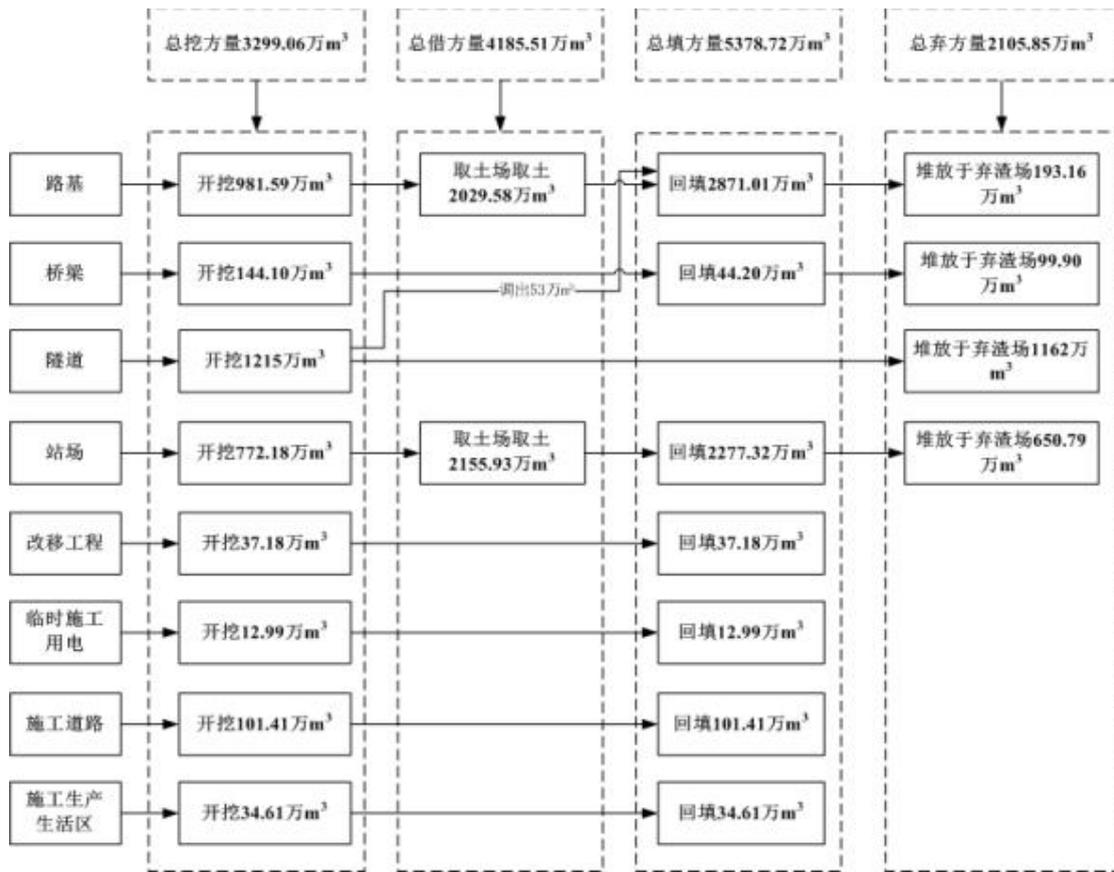 总挖方量3299.06万m³
总借方量4185.51万m³
总填方量5378.72万m³
总弃方量2105.85万m³
路基
开挖981.59万m³
取土场取土
2029.58万m³
回填2871.01万m³
堆放于弃渣场193.16
万m³
桥梁
开挖144.10万m³
回填44.20万m³
堆放于弃渣场99.90
万m³
调出53万m³
隧道
开挖1215万m³
堆放于弃渣场1162万
m³
站场
开挖772.18万m³
取土场取土
2155.93万m³
回填2277.32万m³
堆放于弃渣场650.79
万m³
改移工程
开挖37.18万m³
回填37.18万m³
临时施工
用电
开挖12.99万m³
回填12.99万m³
施工道路
开挖101.41万m³
回填101.41万m³
施工生产
生活区
开挖34.61万m³
回填34.61万m³